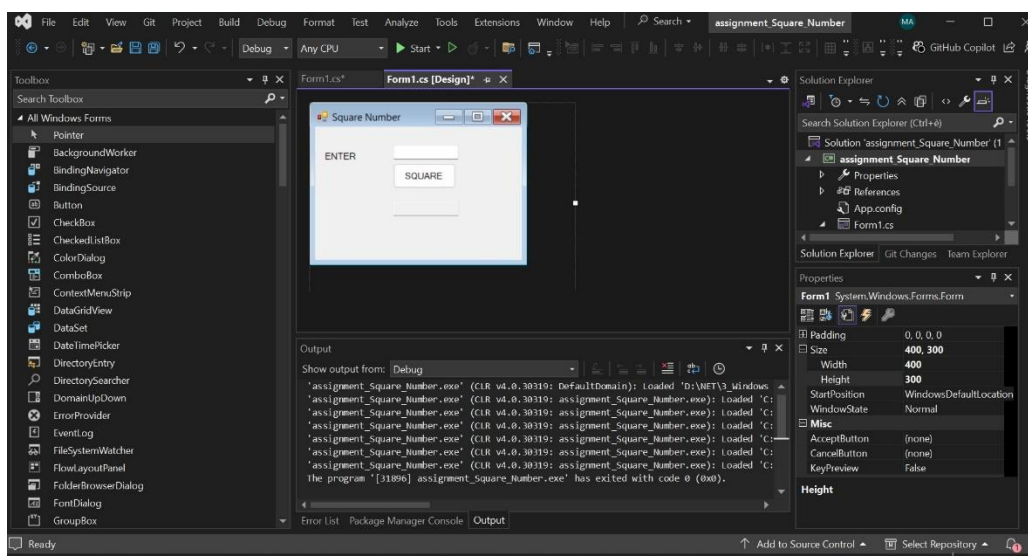 File Edit View Git Project Build Debug Format Test Analyze Tools Extensions Window Help Search assignment_Square_Number MA
Debug Any CPU Start GitHub Copilot
Toolbox
Search Toolbox
All Windows Forms
Pointer
BackgroundWorker
BindingNavigator
BindingSource
Button
CheckBox
CheckedListBox
ColorDialog
ComboBox
ContextMenuStrip
DataGridView
DataSet
DateTimePicker
DirectoryEntry
DirectorySearcher
DomainUpDown
ErrorProvider
EventLog
FileSystemWatcher
FlowLayoutPanel
FolderBrowserDialog
FontDialog
GroupBox
Form1.cs* Form1.cs [Design]*
Square Number
ENTER
SQUARE
Output
Show output from: Debug
'assignment_Square_Number.exe' (CLR v4.0.30319: DefaultDomain): Loaded 'D:\NET\3_Windows
'assignment_Square_Number.exe' (CLR v4.0.30319: assignment_Square_Number.exe): Loaded 'C:
'assignment_Square_Number.exe' (CLR v4.0.30319: assignment_Square_Number.exe): Loaded 'C:
'assignment_Square_Number.exe' (CLR v4.0.30319: assignment_Square_Number.exe): Loaded 'C:
'assignment_Square_Number.exe' (CLR v4.0.30319: assignment_Square_Number.exe): Loaded 'C:
'assignment_Square_Number.exe' (CLR v4.0.30319: assignment_Square_Number.exe): Loaded 'C:
'assignment_Square_Number.exe' (CLR v4.0.30319: assignment_Square_Number.exe): Loaded 'C:
The program '[31896] assignment_Square_Number.exe' has exited with code 0 (0x0).
Error List Package Manager Console Output
Solution Explorer
Search Solution Explorer (Ctrl+è)
Solution 'assignment_Square_Number' (1
assignment_Square_Number
Properties
References
App.config
Form1.cs
Solution Explorer Git Changes Team Explorer
Properties
Form1 System.Windows.Forms.Form
Padding 0, 0, 0, 0
Size 400, 300
Width 400
Height 300
StartPosition WindowsDefaultLocation
WindowState Normal
Misc
AcceptButton (none)
CancelButton (none)
KeyPreview False
Height
Ready Add to Source Control Select Repository